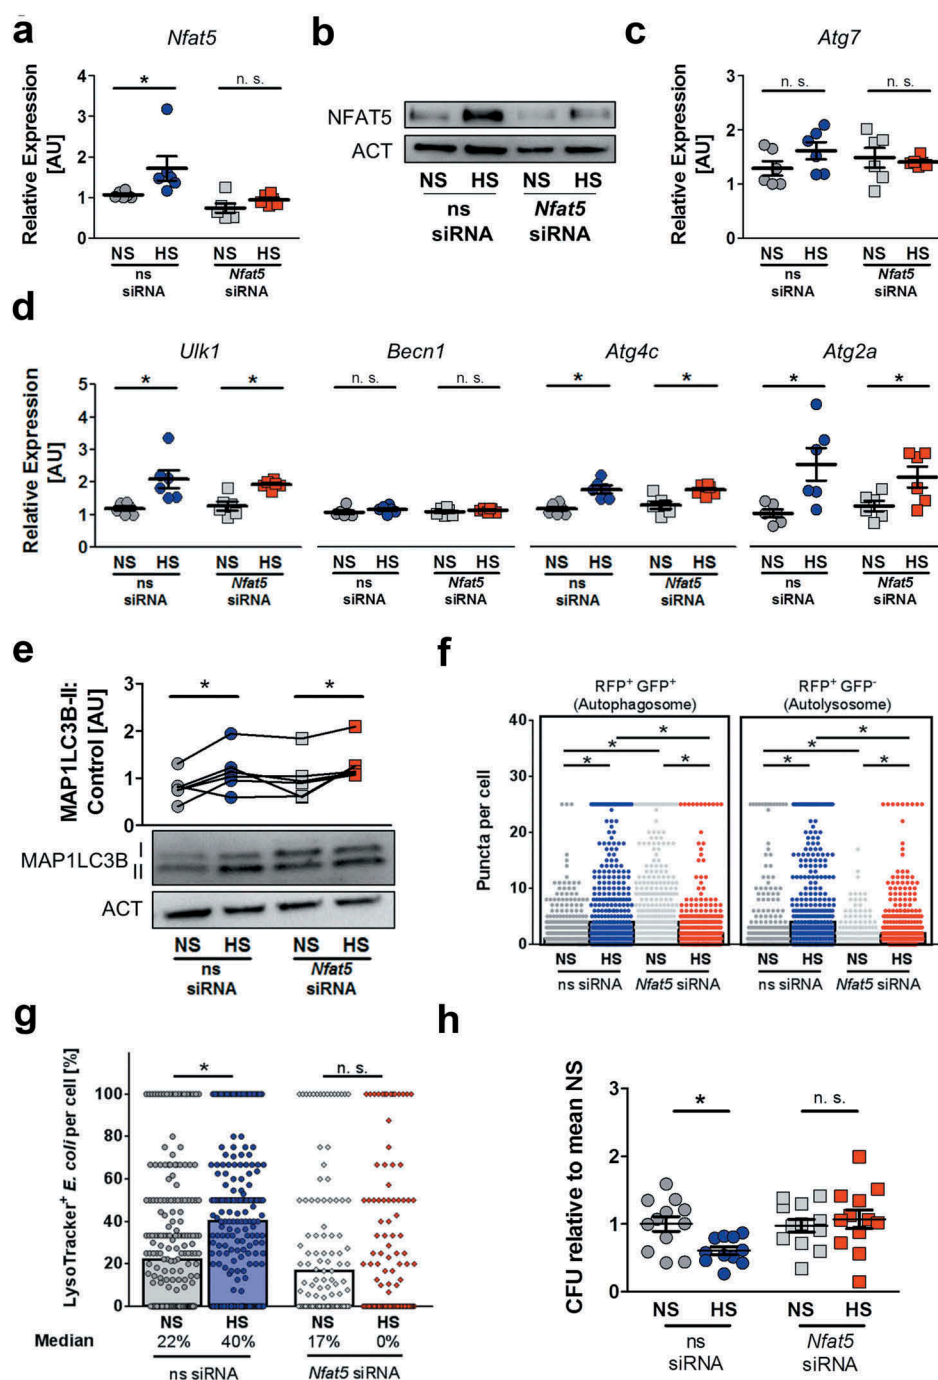 a
Nfat5
Relative Expression
[AU]
4
3
2
1
0
*
n. s.
NS HS NS HS
ns
siRNA
Nfat5
siRNA
b
NFAT5
ACT
NS HS NS HS
ns
siRNA
Nfat5
siRNA
c
Atg7
Relative Expression
[AU]
3
2
1
0
n. s.
n. s.
NS HS NS HS
ns
siRNA
Nfat5
siRNA
d
Relative Expression
[AU]
5
4
3
2
1
0
Ulk1
*
*
NS HS NS HS
ns
siRNA
Nfat5
siRNA
Becn1
n. s.
n. s.
NS HS NS HS
ns
siRNA
Nfat5
siRNA
Atg4c
*
*
NS HS NS HS
ns
siRNA
Nfat5
siRNA
Atg2a
*
*
NS HS NS HS
ns
siRNA
Nfat5
siRNA
e
MAP1LC3B-II:
Control [AU]
3
2
1
0
*
*
MAP1LC3B
I
II
ACT
NS HS NS HS
ns
siRNA
Nfat5
siRNA
f
Puncta per cell
40
30
20
10
0
RFP⁺ GFP⁺
(Autophagosome)
*
*
*
*
NS HS NS HS
ns siRNA Nfat5 siRNA
RFP⁺ GFP⁻
(Autolysosome)
*
*
*
*
NS HS NS HS
ns siRNA Nfat5 siRNA
g
LysoTracker⁺ E. coli per cell [%]
100
80
60
40
20
0
*
n. s.
NS HS NS HS
Median 22% 40% 17% 0%
ns siRNA Nfat5 siRNA
h
CFU relative to mean NS
3
2
1
0
*
n. s.
NS HS NS HS
ns
siRNA
Nfat5
siRNA